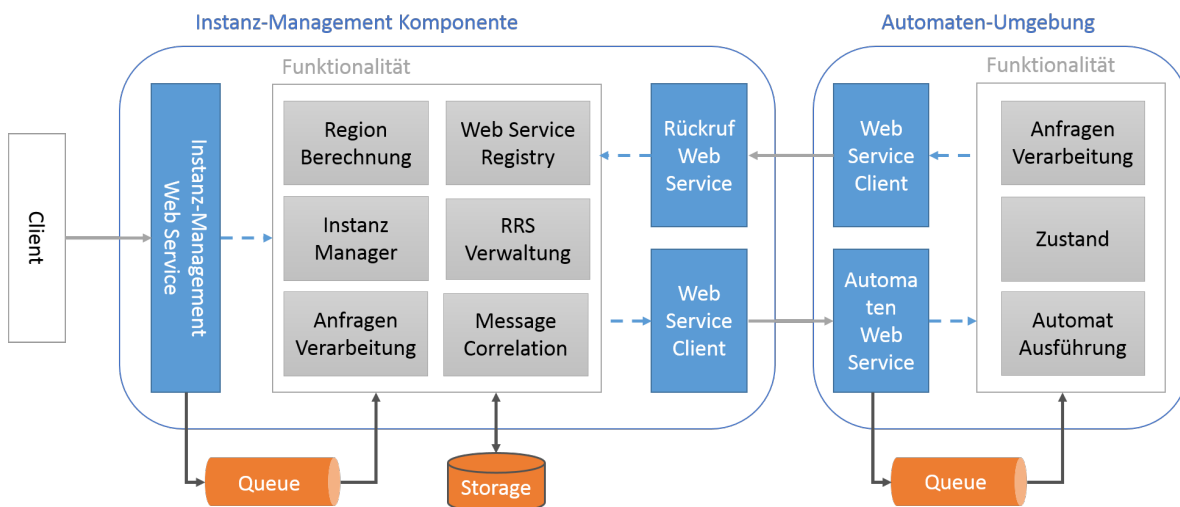 Instanz-Management Komponente
Automaten-Umgebung
Client
Instanz-Management
Web Service
Funktionalität
Region
Berechnung
Web Service
Registry
Instanz
Manager
RRS
Verwaltung
Anfragen
Verarbeitung
Message
Correlation
Rückruf
Web
Service
Web
Service
Client
Web
Service
Client
Automa
ten
Web
Service
Funktionalität
Anfragen
Verarbeitung
Zustand
Automat
Ausführung
Queue
Storage
Queue